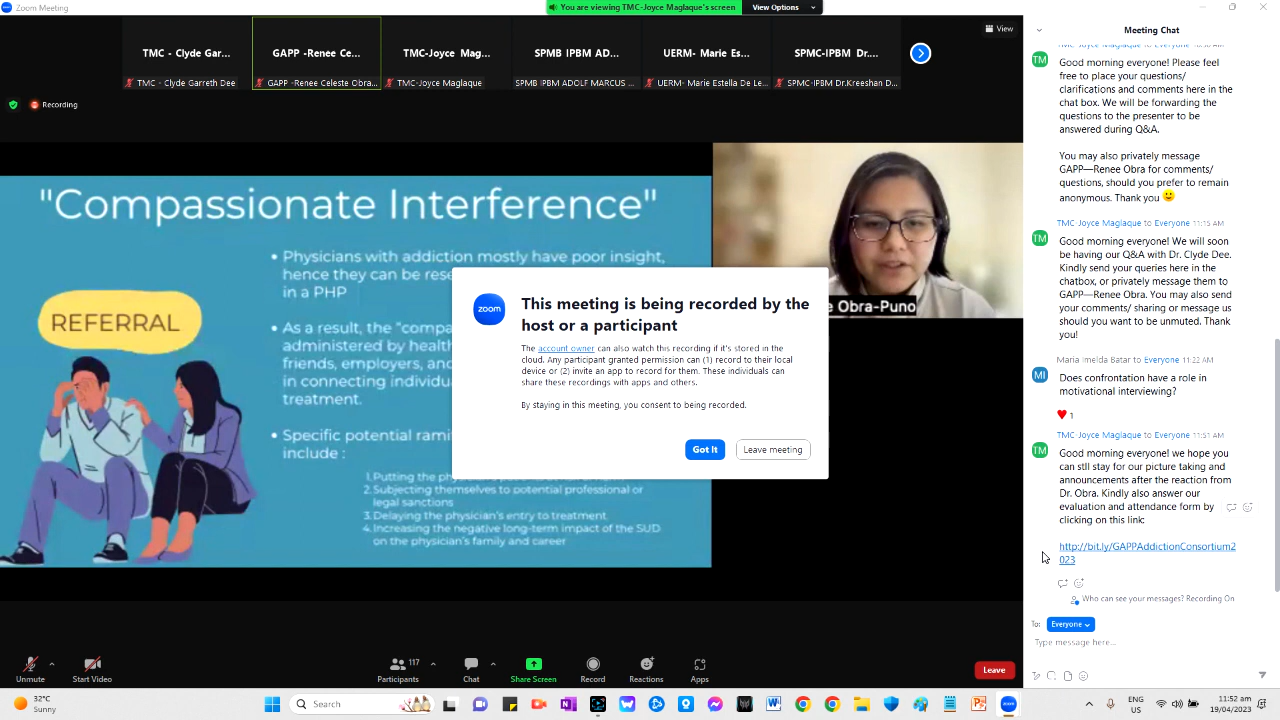 Zoom Meeting
You are viewing TMC-Joyce Maglaque's screen
View Options
TMC - Clyde Gar...
GAPP -Renee Ce...
TMC-Joyce Mag...
SPMB IPBM AD...
UERM- Marie Es...
SPMC-IPBM Dr....
TMC - Clyde Garreth Dee
GAPP -Renee Celeste Obra...
TMC-Joyce Maglaque
SPMB IPBM ADOLF MARCUS ...
UERM- Marie Estella De Le...
SPMC-IPBM Dr.Kreeshan D...
View
Recording
"Compassionate Interference"
Physicians with addiction mostly have poor insight,
hence they can be
in a PHP
As a result, the
administered by
friends, employers,
in connecting
treatment.
Specific potential
include :
1.Putting the
2.Subjecting themselves to potential professional or
legal sanctions
3.Delaying the physician's entry to treatment
4.Increasing the negative long-term impact of the SUD
on the physician's family and career
REFERRAL
Obra-Puno
zoom
This meeting is being recorded by the
host or a participant
The account owner can also watch this recording if it's stored in the
cloud. Any participant granted permission can (1) record to their local
device or (2) invite an app to record for them. These individuals can
share these recordings with apps and others.
By staying in this meeting, you consent to being recorded.
Got It
Leave meeting
Meeting Chat
TMC-Joyce Maglaque to Everyone 10:50 AM
TM
Good morning everyone! Please feel
free to place your questions/
clarifications and comments here in the
chat box. We will be forwarding the
questions to the presenter to be
answered during Q&A.
You may also privately message
GAPP—Renee Obra for comments/
questions, should you prefer to remain
anonymous. Thank you
TMC-Joyce Maglaque to Everyone 11:15 AM
TM
Good morning everyone! We will soon
be having our Q&A with Dr. Clyde Dee.
Kindly send your queries here in the
chatbox, or privately message them to
GAPP—Renee Obra. You may also send
your comments/ sharing or message us
should you want to be unmuted. Thank
you!
Maria Imelda Batar to Everyone 11:22 AM
MI
Does confrontation have a role in
motivational interviewing?
1
TMC-Joyce Maglaque to Everyone 11:51 AM
TM
Good morning everyone! we hope you
can stll stay for our picture taking and
announcements after the reaction from
Dr. Obra. Kindly also answer our
evaluation and attendance form by
clicking on this link:
http://bit.ly/GAPPAddictionConsortium2
023
Who can see your messages? Recording On
To: Everyone
Type message here...
Unmute
Start Video
117
Participants
Chat
Share Screen
Record
Reactions
Apps
Leave
32°C
Sunny
Search
ENG
US
11:52 am
19/04/2023